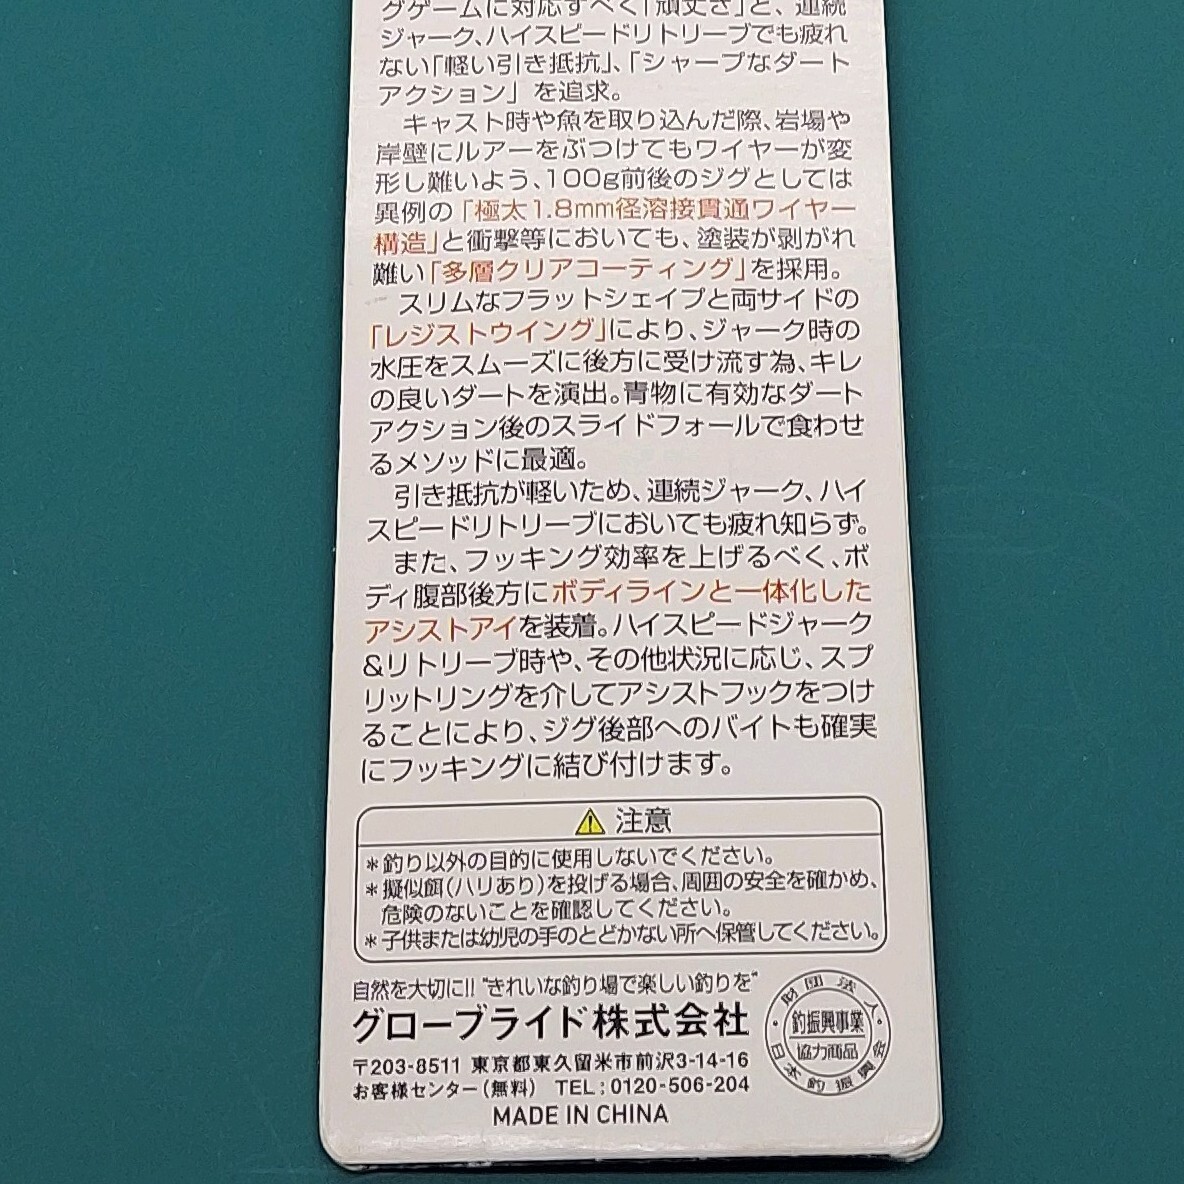 グゲームに対応すべく「頑丈さ」と、連続
ジャーク、ハイスピードリトリーブでも疲れ
ない「軽い引き抵抗」、「シャープなダート
アクション」を追求。
キャスト時や魚を取り込んだ際、岩場や
岸壁にルアーをぶつけてもワイヤーが変
形し難いよう、100g前後のジグとしては
異例の「極太1.8mm径溶接貫通ワイヤー
構造」と衝撃等においても、塗装が剥がれ
難い「多層クリアコーティング」を採用。
スリムなフラットシェイプと両サイドの
「レジストウイング」により、ジャーク時の
水圧をスムーズに後方に受け流す為、キレ
の良いダートを演出。青物に有効なダート
アクション後のスライドフォールで食わせ
るメソッドに最適。
引き抵抗が軽いため、連続ジャーク、ハイ
スピードリトリーブにおいても疲れ知らず。
また、フッキング効率を上げるべく、ボ
ディ腹部後方にボディラインと一体化した
アシストアイを装着。ハイスピードジャーク
&リトリーブ時や、その他状況に応じ、スプ
リットリングを介してアシストフックをつけ
ることにより、ジグ後部へのバイトも確実
にフッキングに結び付けます。
注意
*釣り以外の目的に使用しないでください。
*擬似餌(ハリあり)を投げる場合、周囲の安全を確かめ、
危険のないことを確認してください。
*子供または幼児の手のとどかない所へ保管してください。
自然を大切に!! "きれいな釣り場で楽しい釣りを"
グローブライド株式会社
〒203-8511 東京都東久留米市前沢3-14-16
お客様センター(無料) TEL:0120-506-204
MADE IN CHINA
財団法人
釣振興事業
協力商品
日本釣振興会